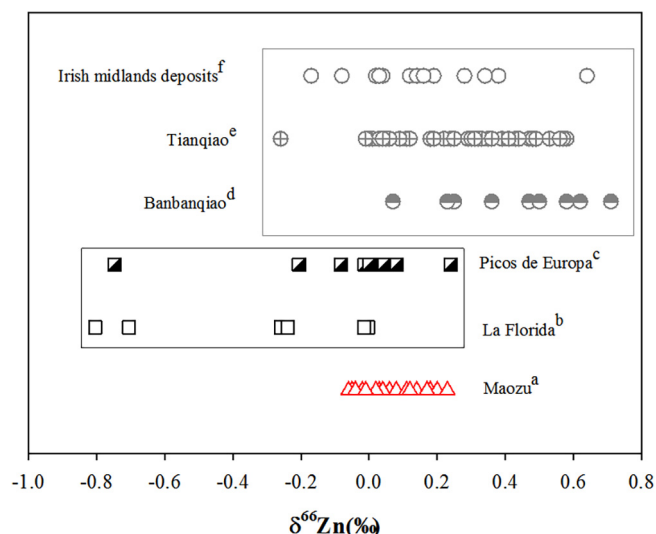 Irish midlands deposits^f
Tianqiao^e
Banbanqiao^d
Picos de Europa^c
La Florida^b
Maozu^a
-1.0 -0.8 -0.6 -0.4 -0.2 0.0 0.2 0.4 0.6 0.8
δ⁶⁶Zn(‰)